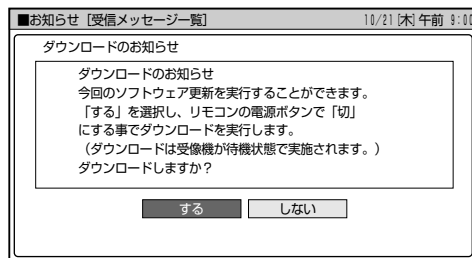 ■お知らせ［受信メッセージ一覧］ 10/21［木］午前 9:00
ダウンロードのお知らせ
ダウンロードのお知らせ
今回のソフトウェア更新を実行することができます。
「する」を選択し、リモコンの電源ボタンで「切」
にする事でダウンロードを実行します。
（ダウンロードは受像機が待機状態で実施されます。）
ダウンロードしますか？
する しない